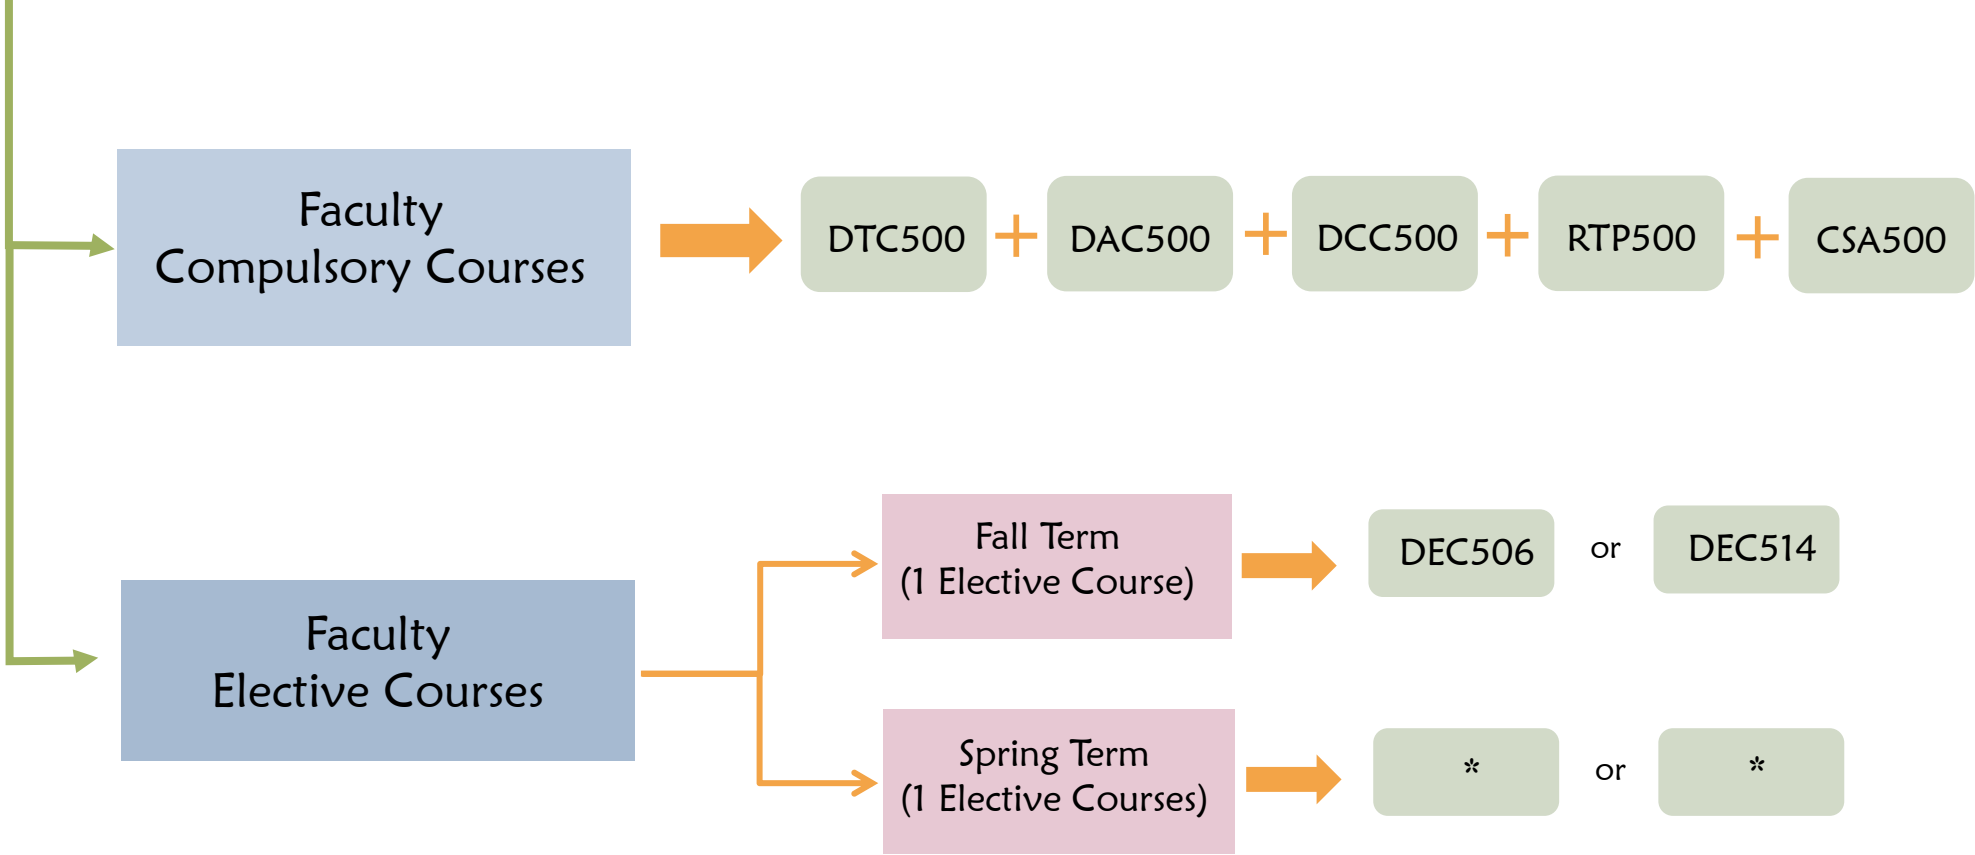 Faculty
Compulsory Courses
DTC500 + DAC500 + DCC500 + RTP500 + CSA500
Faculty
Elective Courses
Fall Term
(1 Elective Course)
DEC506 or DEC514
Spring Term
(1 Elective Courses)
* or *